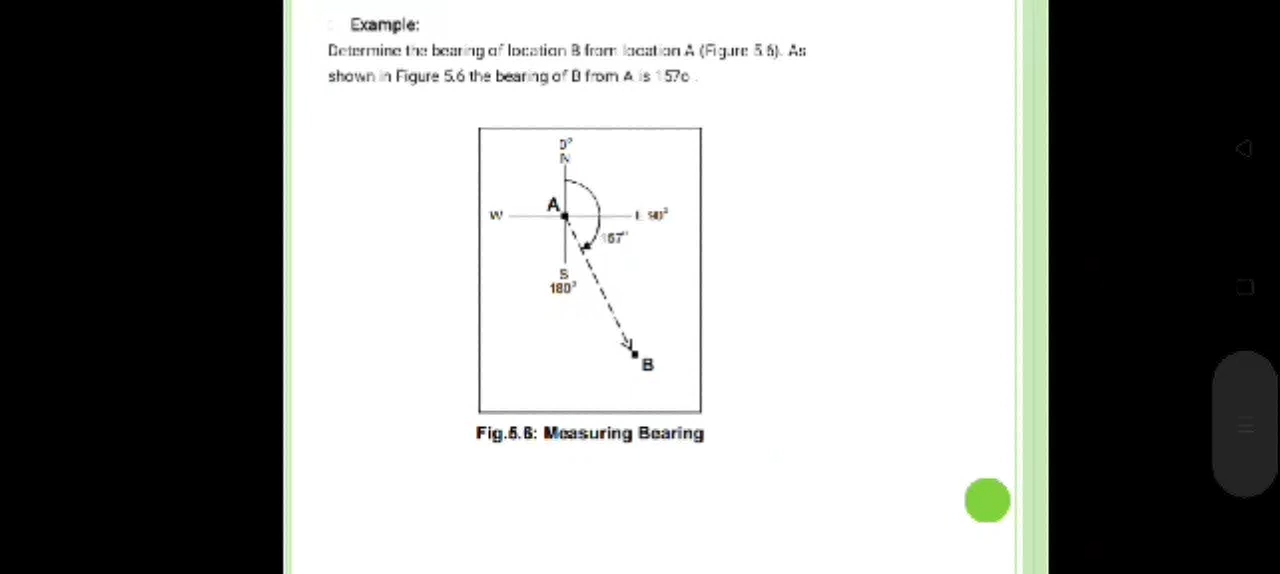 Example:
Determine the bearing of location B from location A (Figure 5.6). As
shown in Figure 5.6 the bearing of B from A is 157o.
0°
N
A
W
E 90°
157°
S
180°
B
Fig.5.6: Measuring Bearing